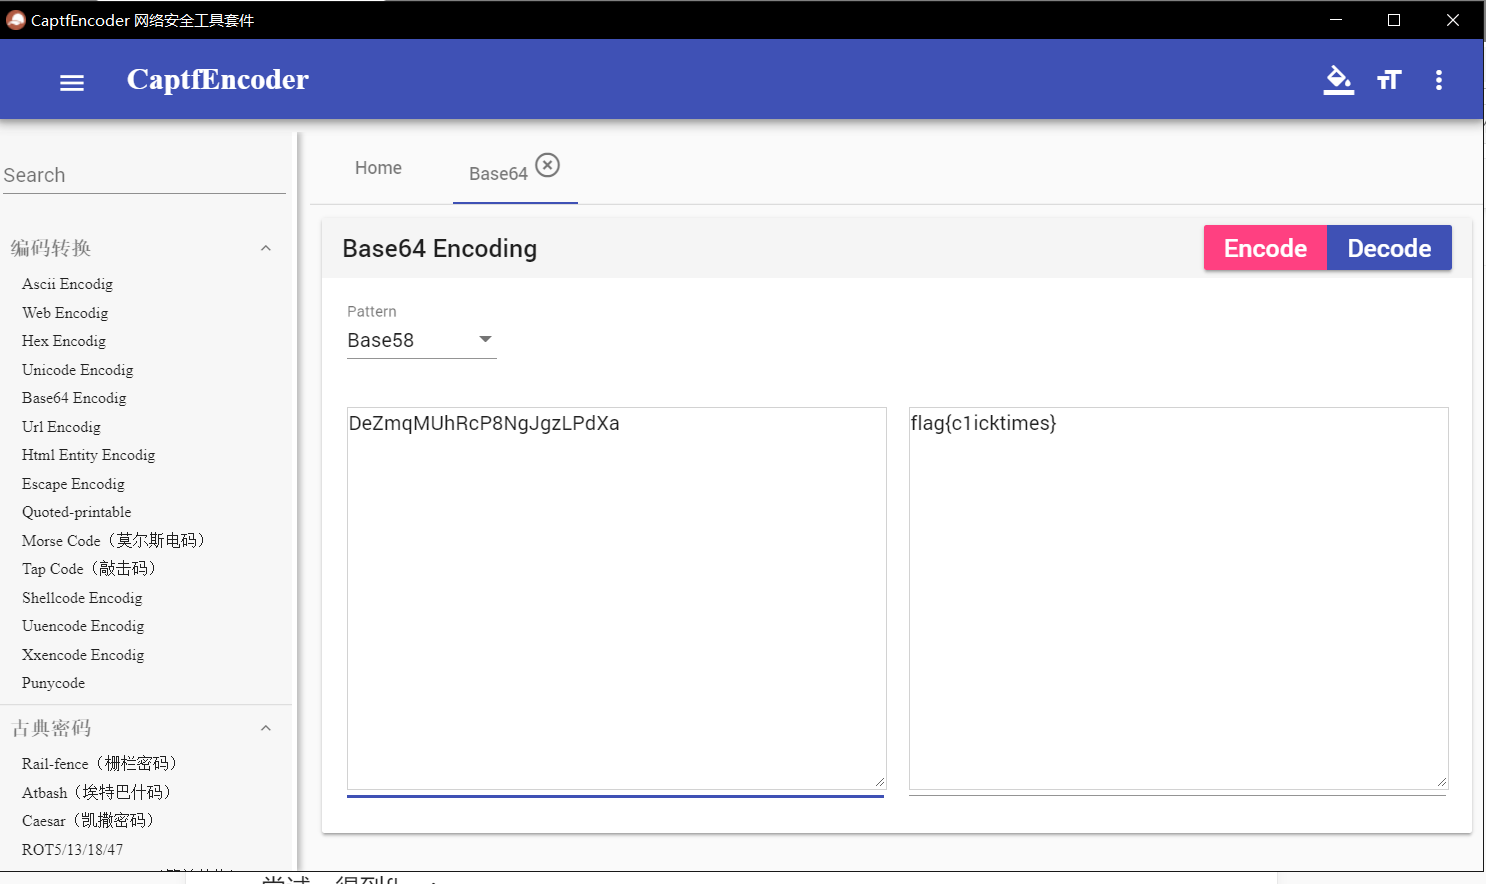 CaptfEncoder 网络安全工具套件
CaptfEncoder
Search
编码转换
Ascii Encodig
Web Encodig
Hex Encodig
Unicode Encodig
Base64 Encodig
Url Encodig
Html Entity Encodig
Escape Encodig
Quoted-printable
Morse Code（莫尔斯电码）
Tap Code（敲击码）
Shellcode Encodig
Uuencode Encodig
Xxencode Encodig
Punycode
古典密码
Rail-fence（栅栏密码）
Atbash（埃特巴什码）
Caesar（凯撒密码）
ROT5/13/18/47
Home
Base64
Base64 Encoding
Encode
Decode
Pattern
Base58
DeZmqMUhRcP8NgJgzLPdXa
flag{c1icktimes}